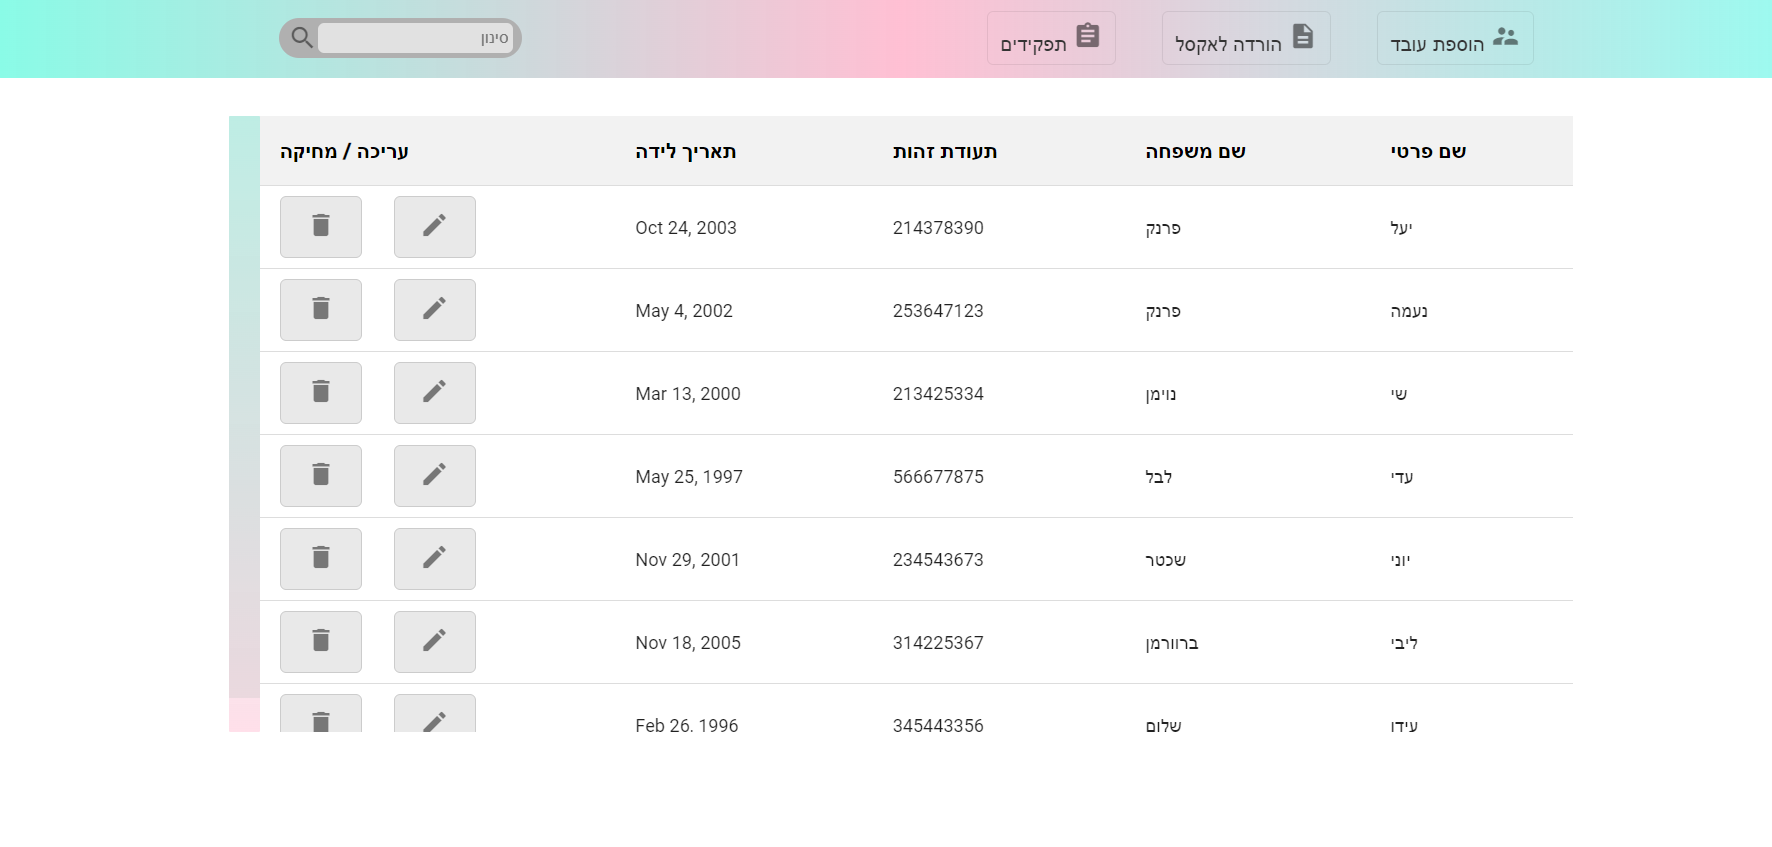 הוספת עובד
הורדה לאקסל
תפקידים
סינון
שם פרטי שם משפחה תעודת זהות תאריך לידה עריכה / מחיקה
יעל פרנק 214378390 Oct 24, 2003
נעמה פרנק 253647123 May 4, 2002
שי נוימן 213425334 Mar 13, 2000
עדי לבל 566677875 May 25, 1997
יוני שכטר 234543673 Nov 29, 2001
ליבי ברוורמן 314225367 Nov 18, 2005
עידו שלום 345443356 Feb 26, 1996